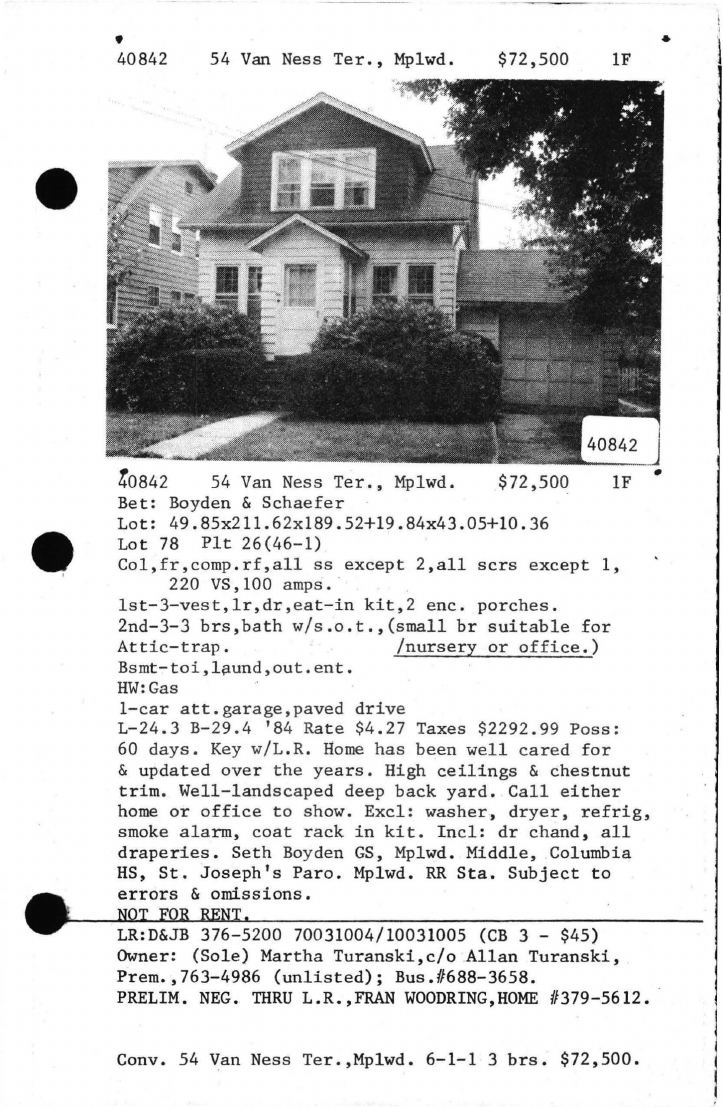 40842 54 Van Ness Ter., Mplwd. $72,500 1F
40842
40842 54 Van Ness Ter., Mplwd. $72,500 1F
Bet: Boyden & Schaefer
Lot: 49.85x211.62x189.52+19.84x43.05+10.36
Lot 78 Plt 26(46-1)
Col,fr,comp.rf,all ss except 2,all scrs except 1,
220 VS,100 amps.
1st-3-vest,lr,dr,eat-in kit,2 enc. porches.
2nd-3-3 brs,bath w/s.o.t.,(small br suitable for
Attic-trap. /nursery or office.)
Bsmt-toi,laund,out.ent.
HW:Gas
1-car att.garage,paved drive
L-24.3 B-29.4 '84 Rate $4.27 Taxes $2292.99 Poss:
60 days. Key w/L.R. Home has been well cared for
& updated over the years. High ceilings & chestnut
trim. Well-landscaped deep back yard. Call either
home or office to show. Excl: washer, dryer, refrig,
smoke alarm, coat rack in kit. Incl: dr chand, all
draperies. Seth Boyden GS, Mplwd. Middle, Columbia
HS, St. Joseph's Paro. Mplwd. RR Sta. Subject to
errors & omissions.
NOT FOR RENT.
LR:D&JB 376-5200 70031004/10031005 (CB 3 - $45)
Owner: (Sole) Martha Turanski,c/o Allan Turanski,
Prem.,763-4986 (unlisted); Bus.#688-3658.
PRELIM. NEG. THRU L.R.,FRAN WOODRING,HOME #379-5612.
Conv. 54 Van Ness Ter.,Mplwd. 6-1-1 3 brs. $72,500.